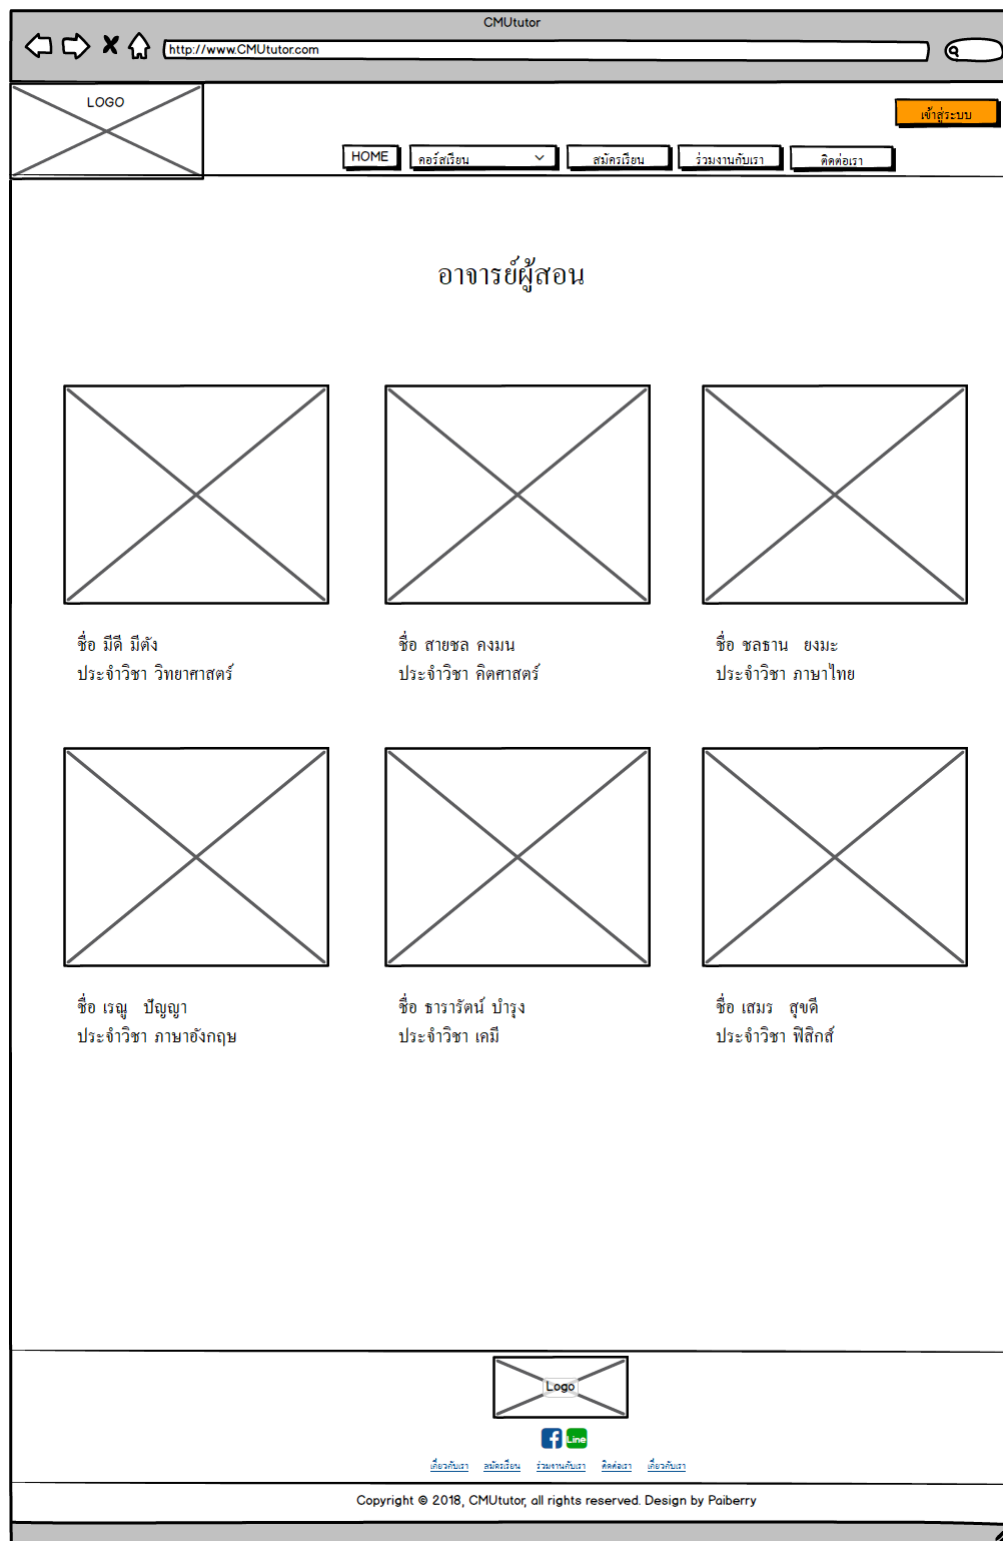 CMUtutor
http://www.CMUtutor.com
LOGO
เข้าสู่ระบบ
HOME คอร์สเรียน สมัครเรียน ร่วมงานกับเรา ติดต่อเรา
อาจารย์ผู้สอน
ชื่อ มีดี มีตัง
ประจำวิชา วิทยาศาสตร์
ชื่อ สายชล คงมน
ประจำวิชา คิตศาสตร์
ชื่อ ชลธาน ยงมะ
ประจำวิชา ภาษาไทย
ชื่อ เรณู ปัญญา
ประจำวิชา ภาษาอังกฤษ
ชื่อ ธารารัตน์ บำรุง
ประจำวิชา เคมี
ชื่อ เสมร สุขดี
ประจำวิชา ฟิสิกส์
Logo
f Line
เกี่ยวกับเรา สมัครเรียน ร่วมงานกับเรา ติดต่อเรา เกี่ยวกับเรา
Copyright © 2018, CMUtutor, all rights reserved. Design by Paiberry